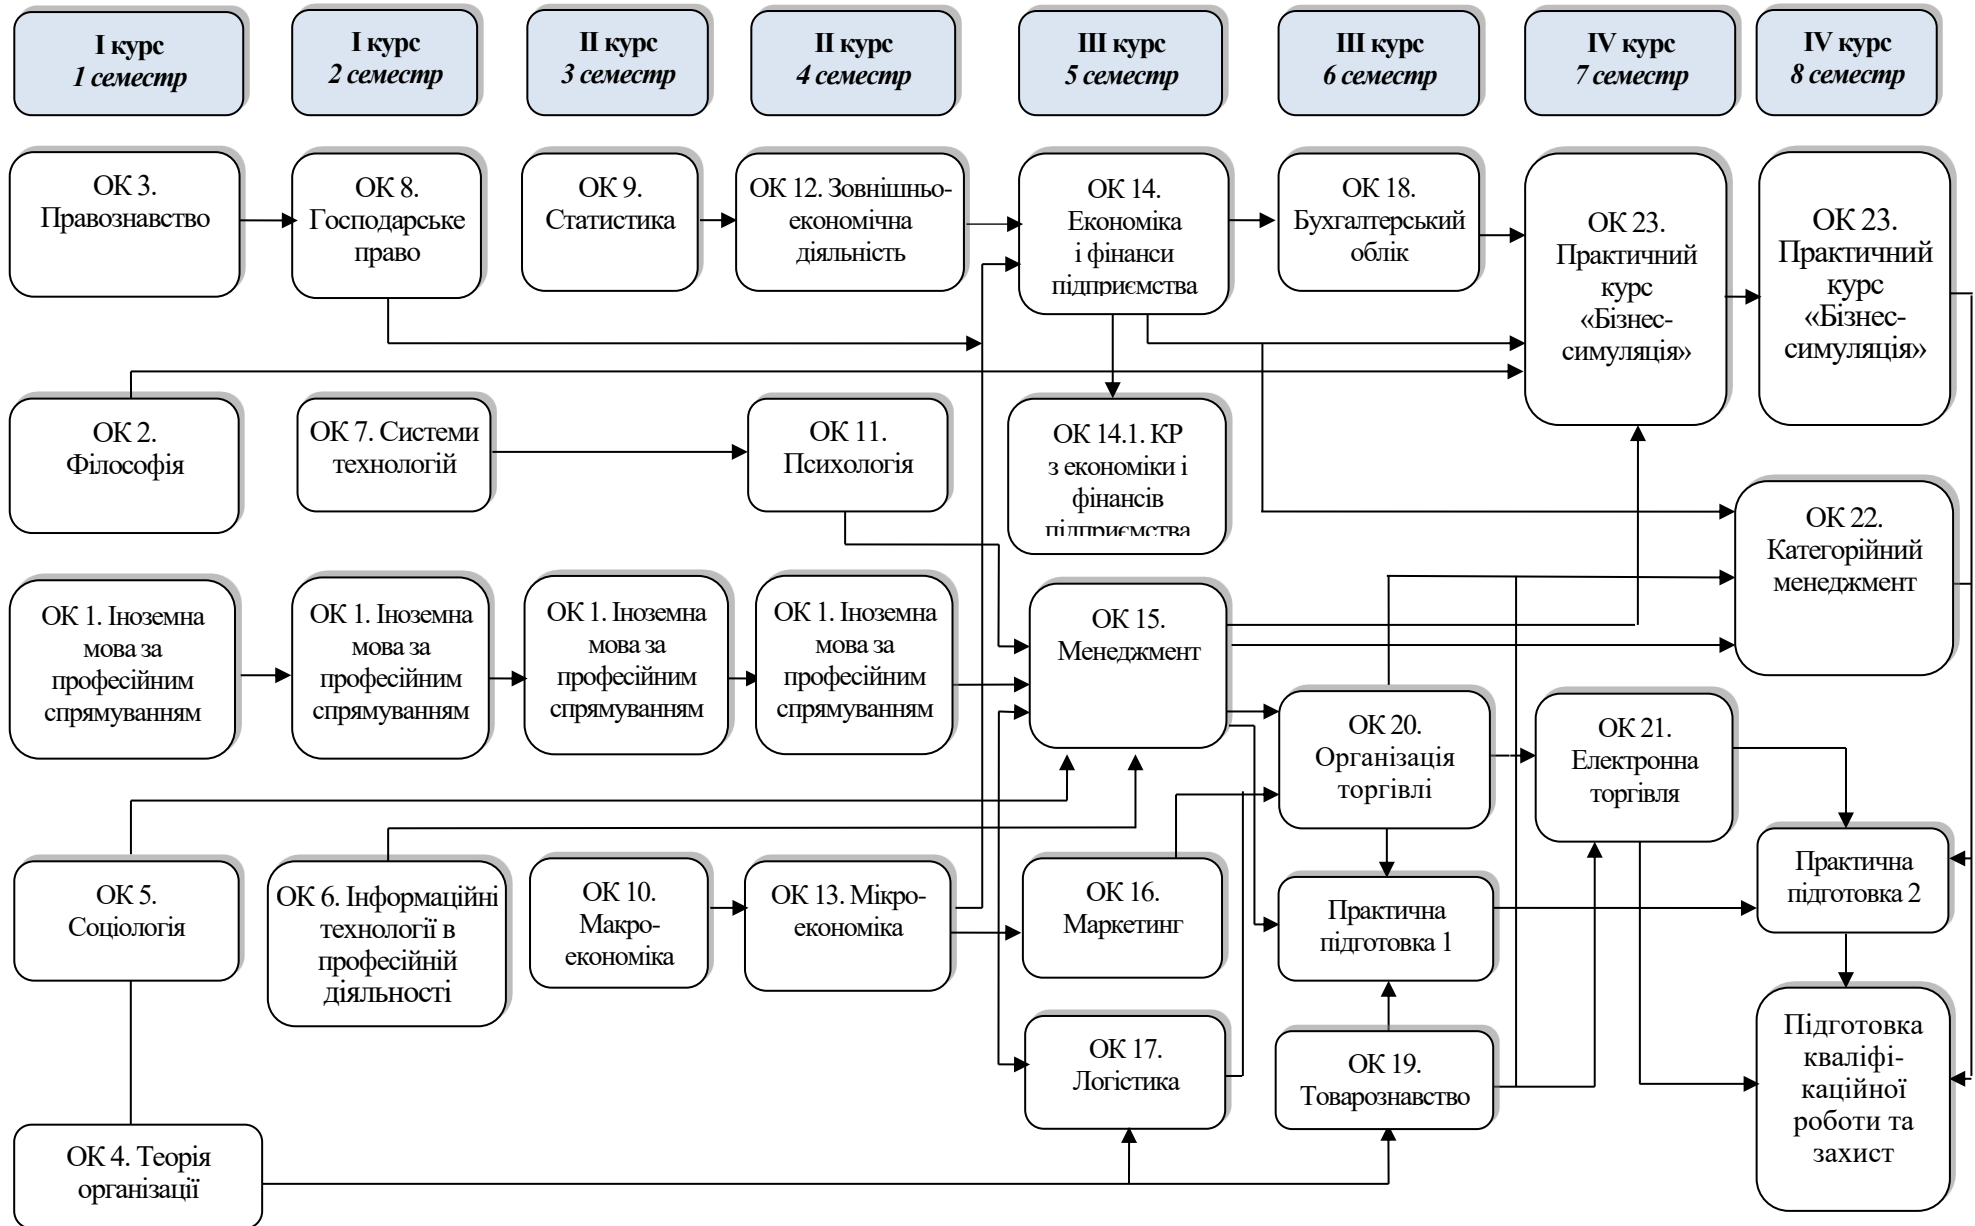 I курс
1 семестр
I курс
2 семестр
II курс
3 семестр
II курс
4 семестр
III курс
5 семестр
III курс
6 семестр
IV курс
7 семестр
IV курс
8 семестр
ОК 3.
Правознавство
ОК 8.
Господарське
право
ОК 9.
Статистика
ОК 12. Зовнішньо-
економічна
діяльність
ОК 14.
Економіка
і фінанси
підприємства
ОК 18.
Бухгалтерський
облік
ОК 23.
Практичний
курс
«Бізнес-
симуляція»
ОК 23.
Практичний
курс
«Бізнес-
симуляція»
ОК 2.
Філософія
ОК 7. Системи
технологій
ОК 11.
Психологія
ОК 14.1. КР
з економіки і
фінансів
підприємства
ОК 22.
Категорійний
менеджмент
ОК 1. Іноземна
мова за
професійним
спрямуванням
ОК 1. Іноземна
мова за
професійним
спрямуванням
ОК 1. Іноземна
мова за
професійним
спрямуванням
ОК 1. Іноземна
мова за
професійним
спрямуванням
ОК 15.
Менеджмент
ОК 20.
Організація
торгівлі
ОК 21.
Електронна
торгівля
ОК 5.
Соціологія
ОК 6. Інформаційні
технології в
професійній
діяльності
ОК 10.
Макро-
економіка
ОК 13. Мікро-
економіка
ОК 16.
Маркетинг
Практична
підготовка 1
Практична
підготовка 2
ОК 17.
Логістика
ОК 19.
Товарознавство
Підготовка
кваліфі-
каційної
роботи та
захист
ОК 4. Теорія
організації